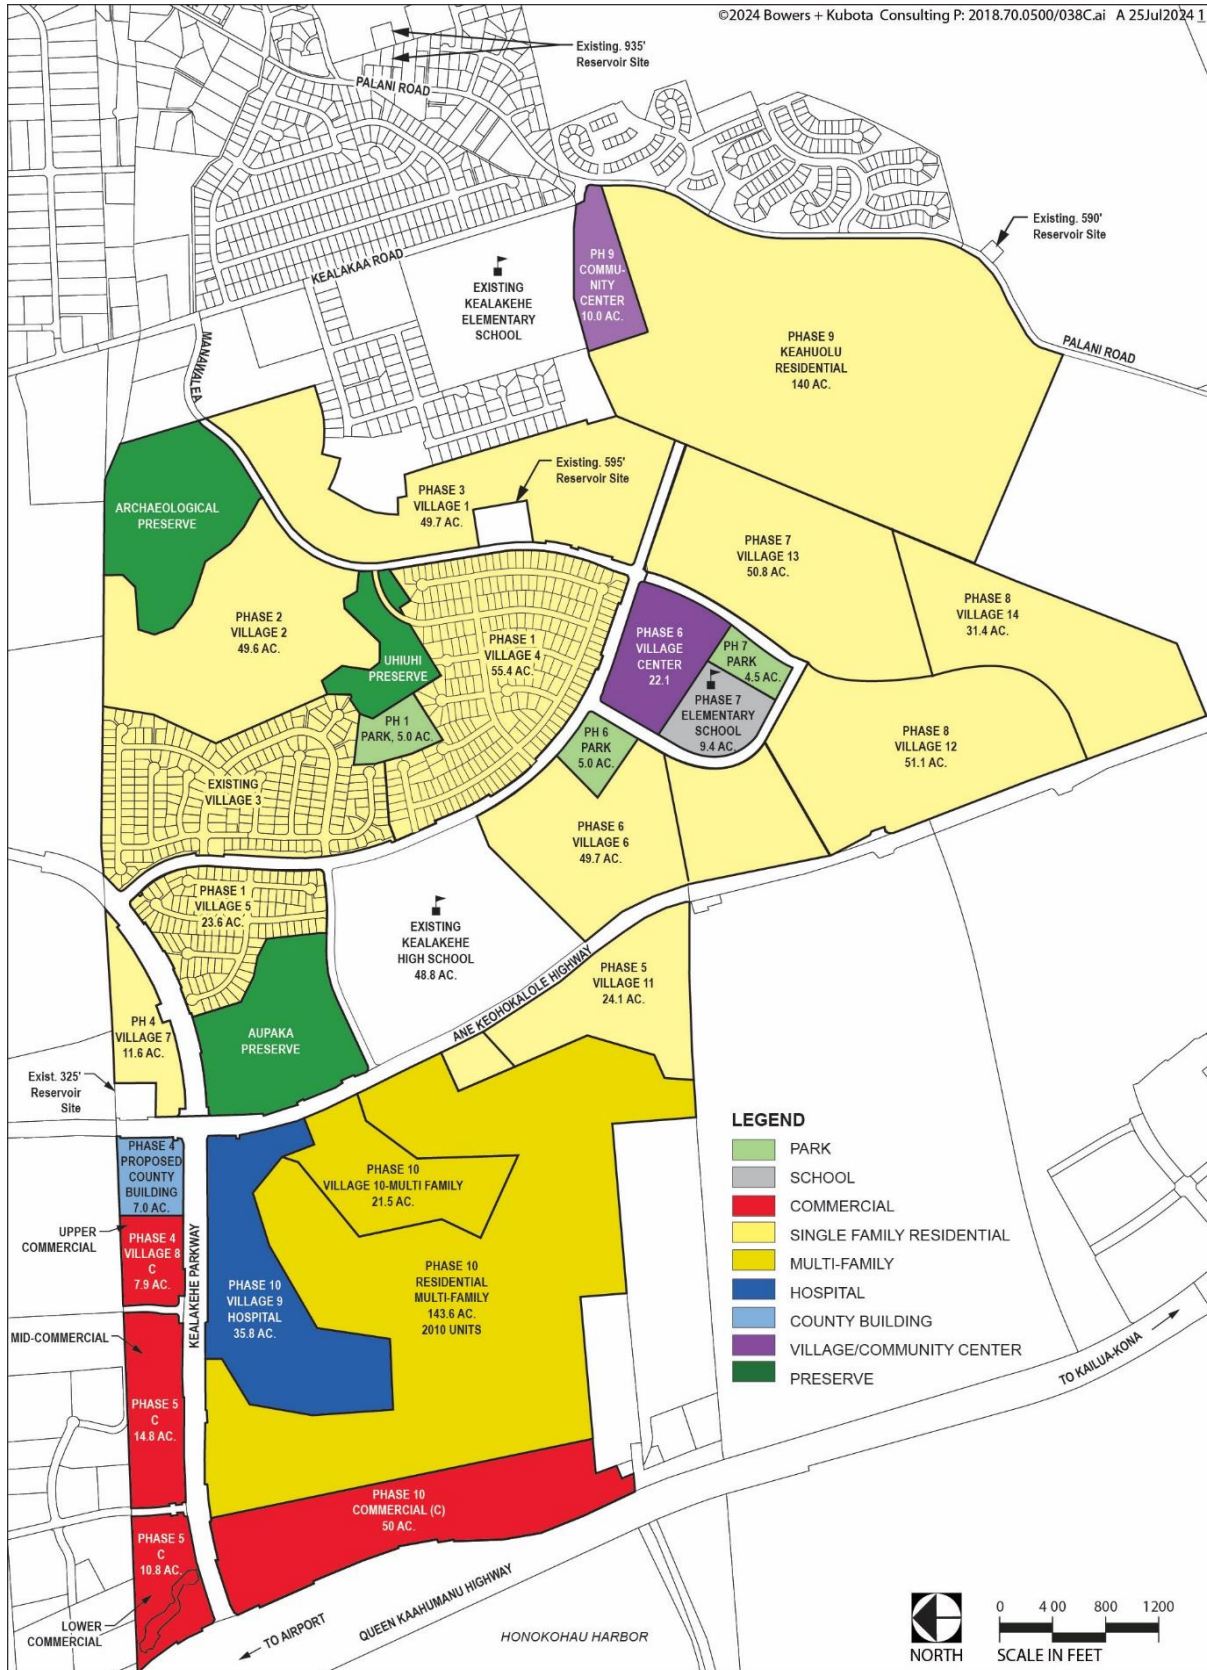 ©2024 Bowers + Kubota Consulting P: 2018.70.0500/038C.ai A 25Jul2024 1
Existing. 935'
Reservoir Site
PALANI ROAD
Existing. 590'
Reservoir Site
KEALAKAA ROAD
PH 9
COMMU-
NITY
CENTER
10.0 AC.
EXISTING
KEALAKEHE
ELEMENTARY
SCHOOL
MANAWALEA
PHASE 9
KEAHUOLU
RESIDENTIAL
140 AC.
PALANI ROAD
Existing. 595'
Reservoir Site
PHASE 3
VILLAGE 1
49.7 AC.
ARCHAEOLOGICAL
PRESERVE
PHASE 7
VILLAGE 13
50.8 AC.
PHASE 8
VILLAGE 14
31.4 AC.
PHASE 2
VILLAGE 2
49.6 AC.
UHIUHI
PRESERVE
PHASE 1
VILLAGE 4
55.4 AC.
PHASE 6
VILLAGE
CENTER
22.1
PH 7
PARK
4.5 AC.
PHASE 7
ELEMENTARY
SCHOOL
9.4 AC.
PH 1
PARK, 5.0 AC.
PH 6
PARK
5.0 AC.
PHASE 8
VILLAGE 12
51.1 AC.
EXISTING
VILLAGE 3
PHASE 6
VILLAGE 6
49.7 AC.
PHASE 1
VILLAGE 5
23.6 AC.
EXISTING
KEALAKEHE
HIGH SCHOOL
48.8 AC.
ANE KEOHOKALOLE HIGHWAY
PHASE 5
VILLAGE 11
24.1 AC.
PH 4
VILLAGE 7
11.6 AC.
AUPAKA
PRESERVE
Exist. 325'
Reservoir
Site
PHASE 4
PROPOSED
COUNTY
BUILDING
7.0 AC.
PHASE 10
VILLAGE 10-MULTI FAMILY
21.5 AC.
UPPER
COMMERCIAL
PHASE 4
VILLAGE 8
C
7.9 AC.
KEALAKEHE PARKWAY
PHASE 10
VILLAGE 9
HOSPITAL
35.8 AC.
PHASE 10
RESIDENTIAL
MULTI-FAMILY
143.6 AC.
2010 UNITS
MID-COMMERCIAL
PHASE 5
C
14.8 AC.
PHASE 10
COMMERCIAL (C)
50 AC.
PHASE 5
C
10.8 AC.
LOWER
COMMERCIAL
TO AIRPORT
QUEEN KAAHUMANU HIGHWAY
HONOKOHAU HARBOR
TO KAILUA-KONA
LEGEND
PARK
SCHOOL
COMMERCIAL
SINGLE FAMILY RESIDENTIAL
MULTI-FAMILY
HOSPITAL
COUNTY BUILDING
VILLAGE/COMMUNITY CENTER
PRESERVE
NORTH
0 4 00 800 1200
SCALE IN FEET